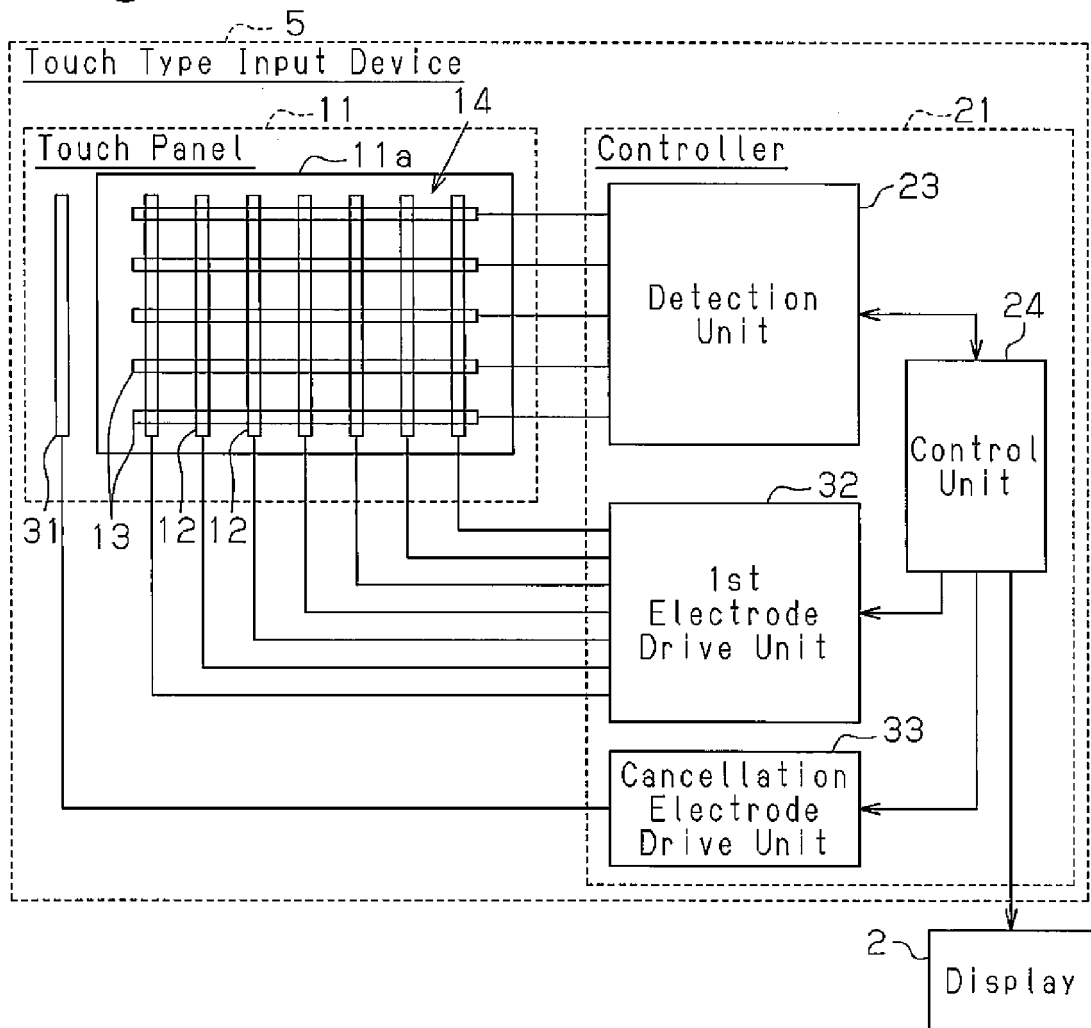 5
Touch Type Input Device
11
14
21
Touch Panel
11a
Controller
23
Detection
Unit
24
Control
Unit
31
13
12
12
32
1st
Electrode
Drive Unit
33
Cancellation
Electrode
Drive Unit
2
Display